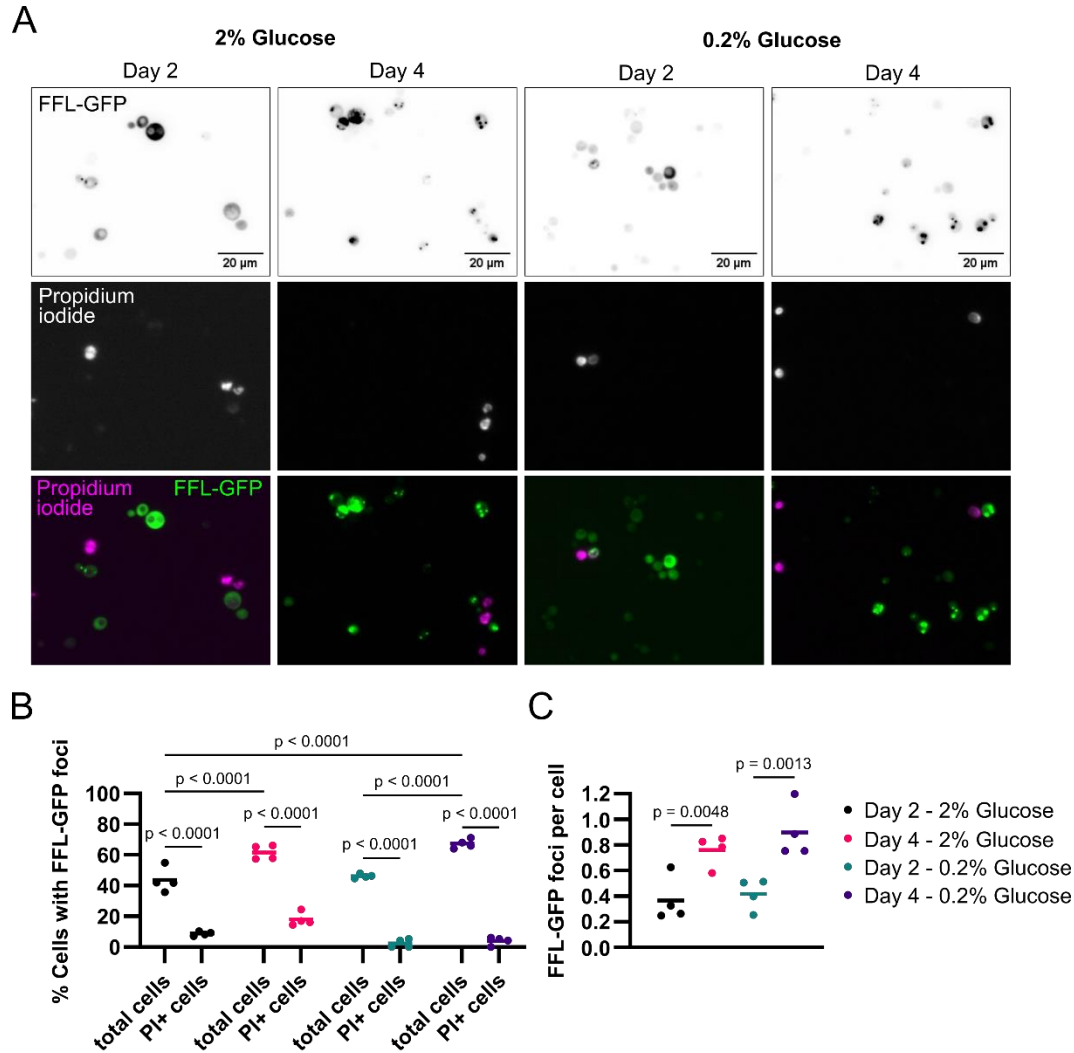 A
2% Glucose
0.2% Glucose
Day 2
Day 4
Day 2
Day 4
FFL-GFP
20 µm
20 µm
20 µm
20 µm
Propidium
iodide
Propidium
iodide
FFL-GFP
B
% Cells with FFL-GFP foci
p < 0.0001
p < 0.0001
p < 0.0001
p < 0.0001
p < 0.0001
p < 0.0001
p < 0.0001
100
80
60
40
20
0
total cells
PI+ cells
total cells
PI+ cells
total cells
PI+ cells
total cells
PI+ cells
C
FFL-GFP foci per cell
p = 0.0013
p = 0.0048
1.2
1.0
0.8
0.6
0.4
0.2
0.0
Day 2 - 2% Glucose
Day 4 - 2% Glucose
Day 2 - 0.2% Glucose
Day 4 - 0.2% Glucose